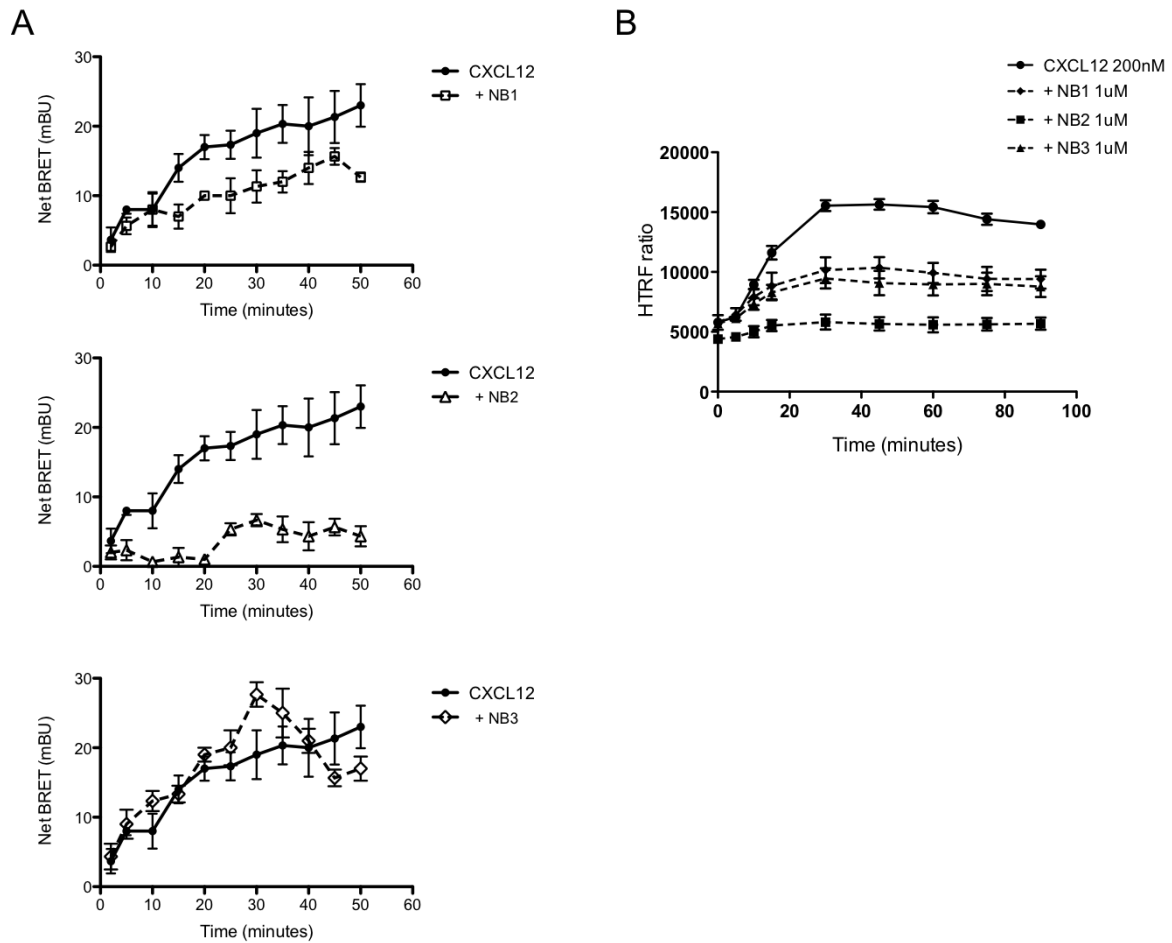 A
30
20
10
0
Net BRET (mBU)
0 10 20 30 40 50 60
Time (minutes)
CXCL12
+ NB1
30
20
10
0
Net BRET (mBU)
0 10 20 30 40 50 60
Time (minutes)
CXCL12
+ NB2
30
20
10
0
Net BRET (mBU)
0 10 20 30 40 50 60
Time (minutes)
CXCL12
+ NB3
B
CXCL12 200nM
+ NB1 1uM
+ NB2 1uM
+ NB3 1uM
20000
15000
10000
5000
0
HTRF ratio
0 20 40 60 80 100
Time (minutes)